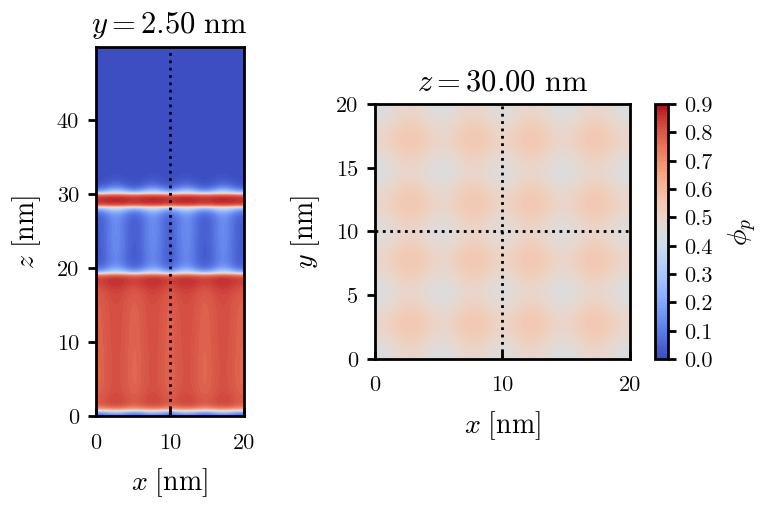 y = 2.50 nm
z [nm]
40
30
20
10
0
0 10 20
x [nm]
z = 30.00 nm
y [nm]
20
15
10
5
0
0 10 20
x [nm]
0.9
0.8
0.7
0.6
0.5
0.4
0.3
0.2
0.1
0.0
ϕ_p